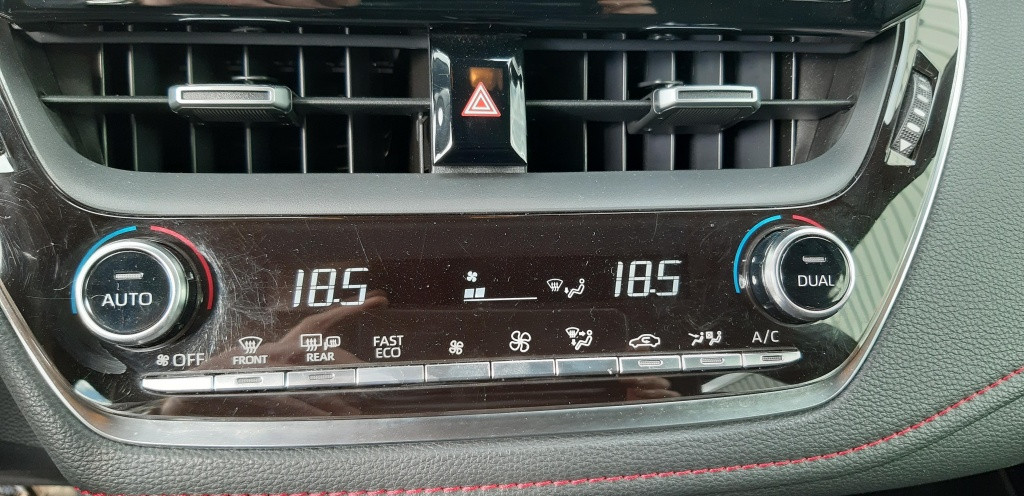 18.5
18.5
AUTO
DUAL
OFF
FRONT
REAR
FAST
ECO
A/C